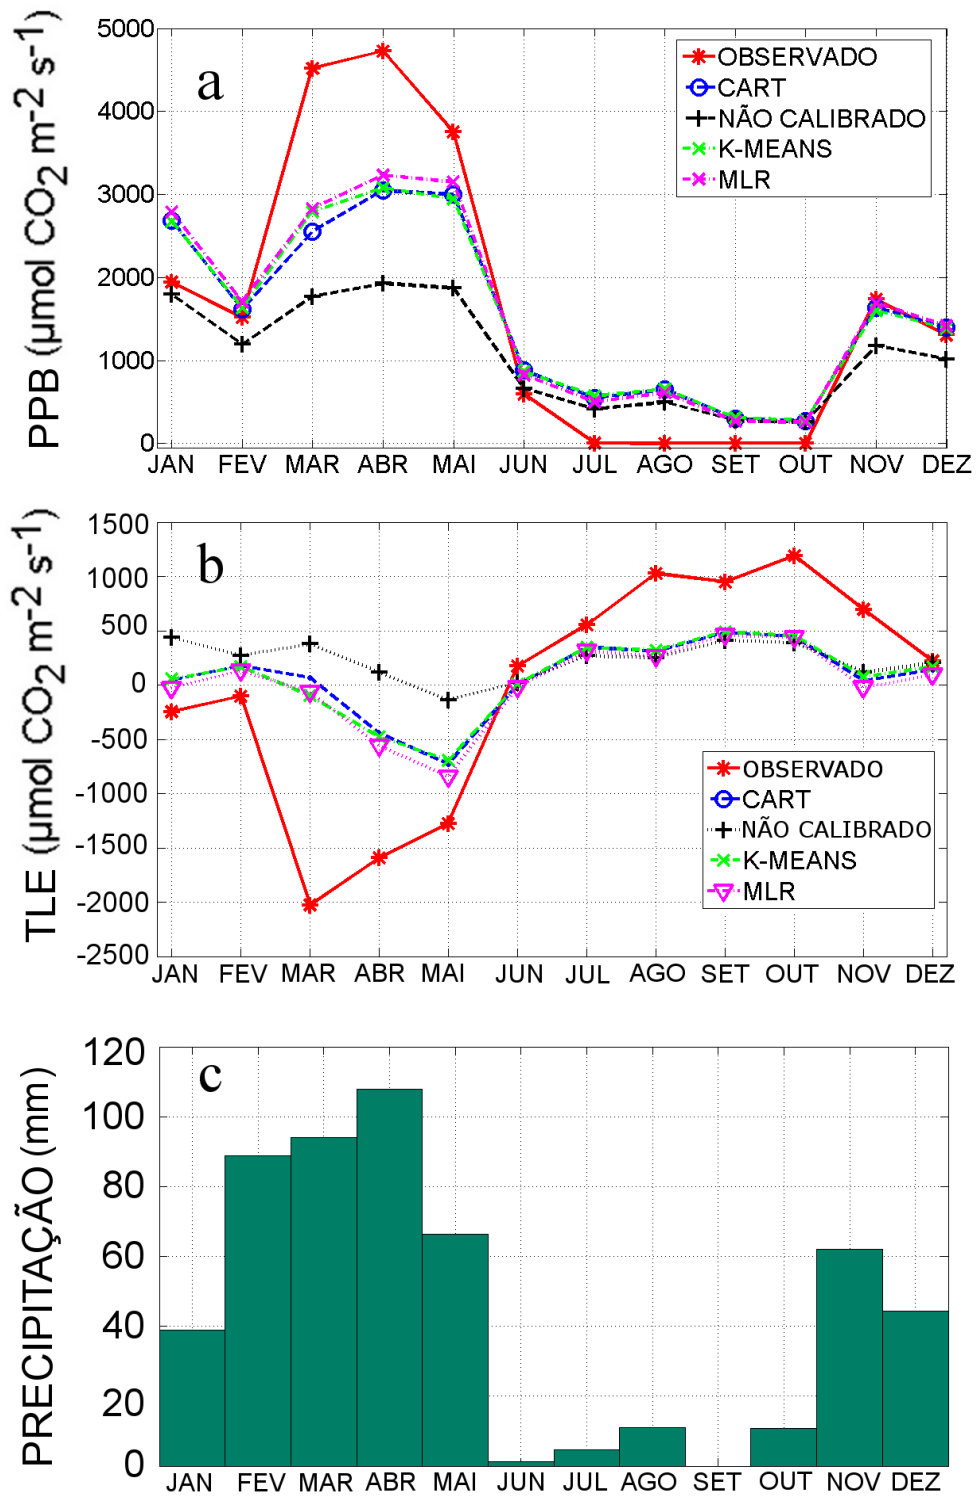 PPB (µmol CO2 m-2 s-1)
5000
4000
3000
2000
1000
0
a
OBSERVADO
CART
NÃO CALIBRADO
K-MEANS
MLR
JAN FEV MAR ABR MAI JUN JUL AGO SET OUT NOV DEZ
TLE (µmol CO2 m-2 s-1)
1500
1000
500
0
-500
-1000
-1500
-2000
-2500
b
OBSERVADO
CART
NÃO CALIBRADO
K-MEANS
MLR
JAN FEV MAR ABR MAI JUN JUL AGO SET OUT NOV DEZ
PRECIPITAÇÃO (mm)
120
100
80
60
40
20
0
c
JAN FEV MAR ABR MAI JUN JUL AGO SET OUT NOV DEZ